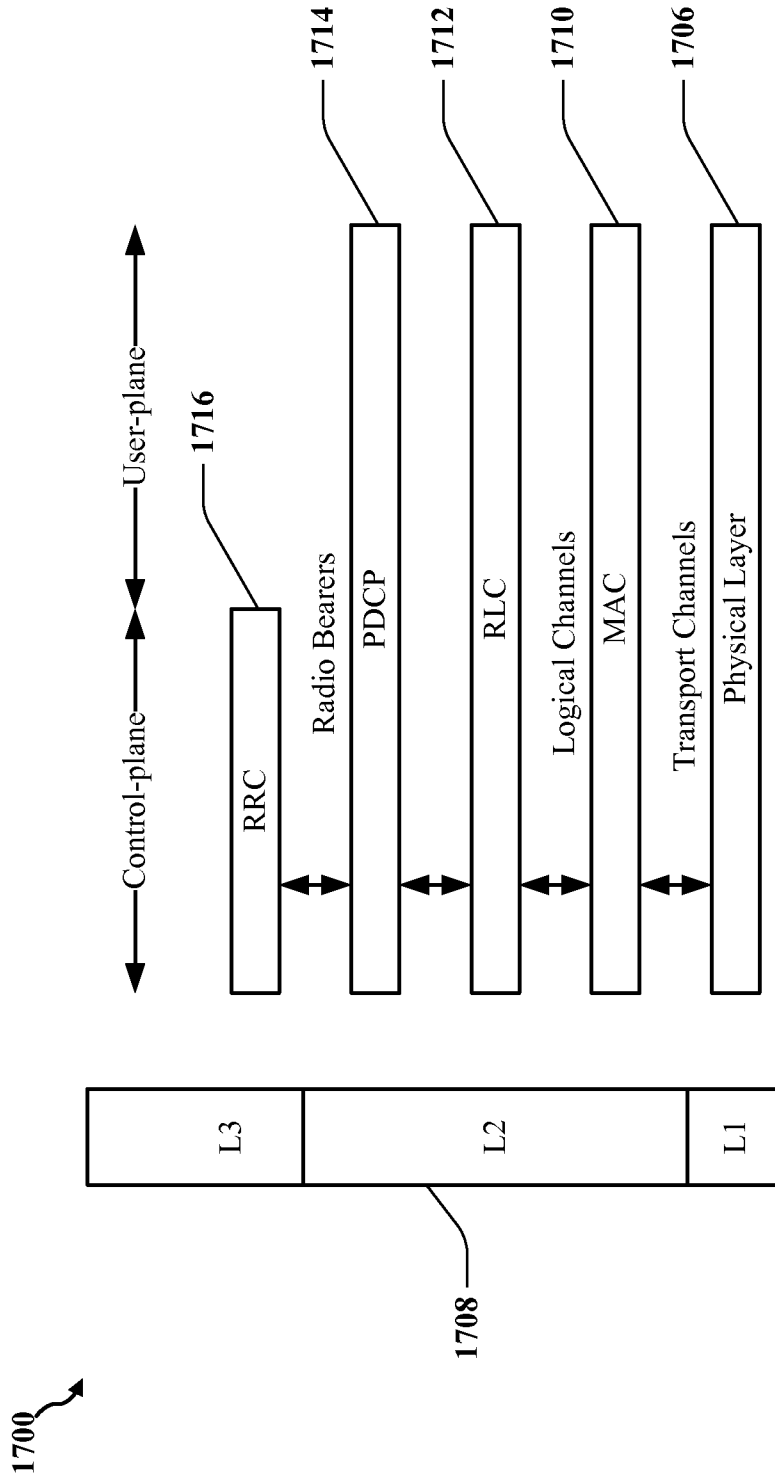 1700
Control-plane
User-plane
1716
RRC
L3
Radio Bearers
1714
PDCP
1712
RLC
L2
1708
Logical Channels
1710
MAC
Transport Channels
1706
Physical Layer
L1